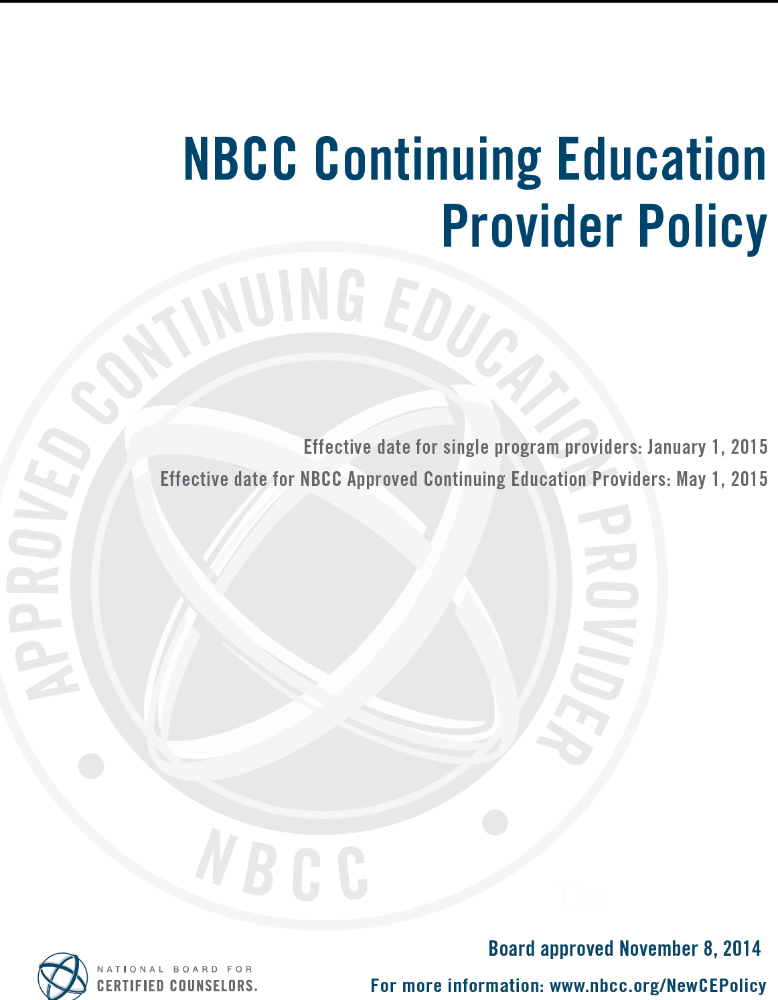 NBCC Continuing Education
Provider Policy
APPROVED CONTINUING EDUCATION PROVIDER
Effective date for single program providers: January 1, 2015
Effective date for NBCC Approved Continuing Education Providers: May 1, 2015
NBCC
TM
Board approved November 8, 2014
NATIONAL BOARD FOR
CERTIFIED COUNSELORS.
For more information: www.nbcc.org/NewCEPolicy